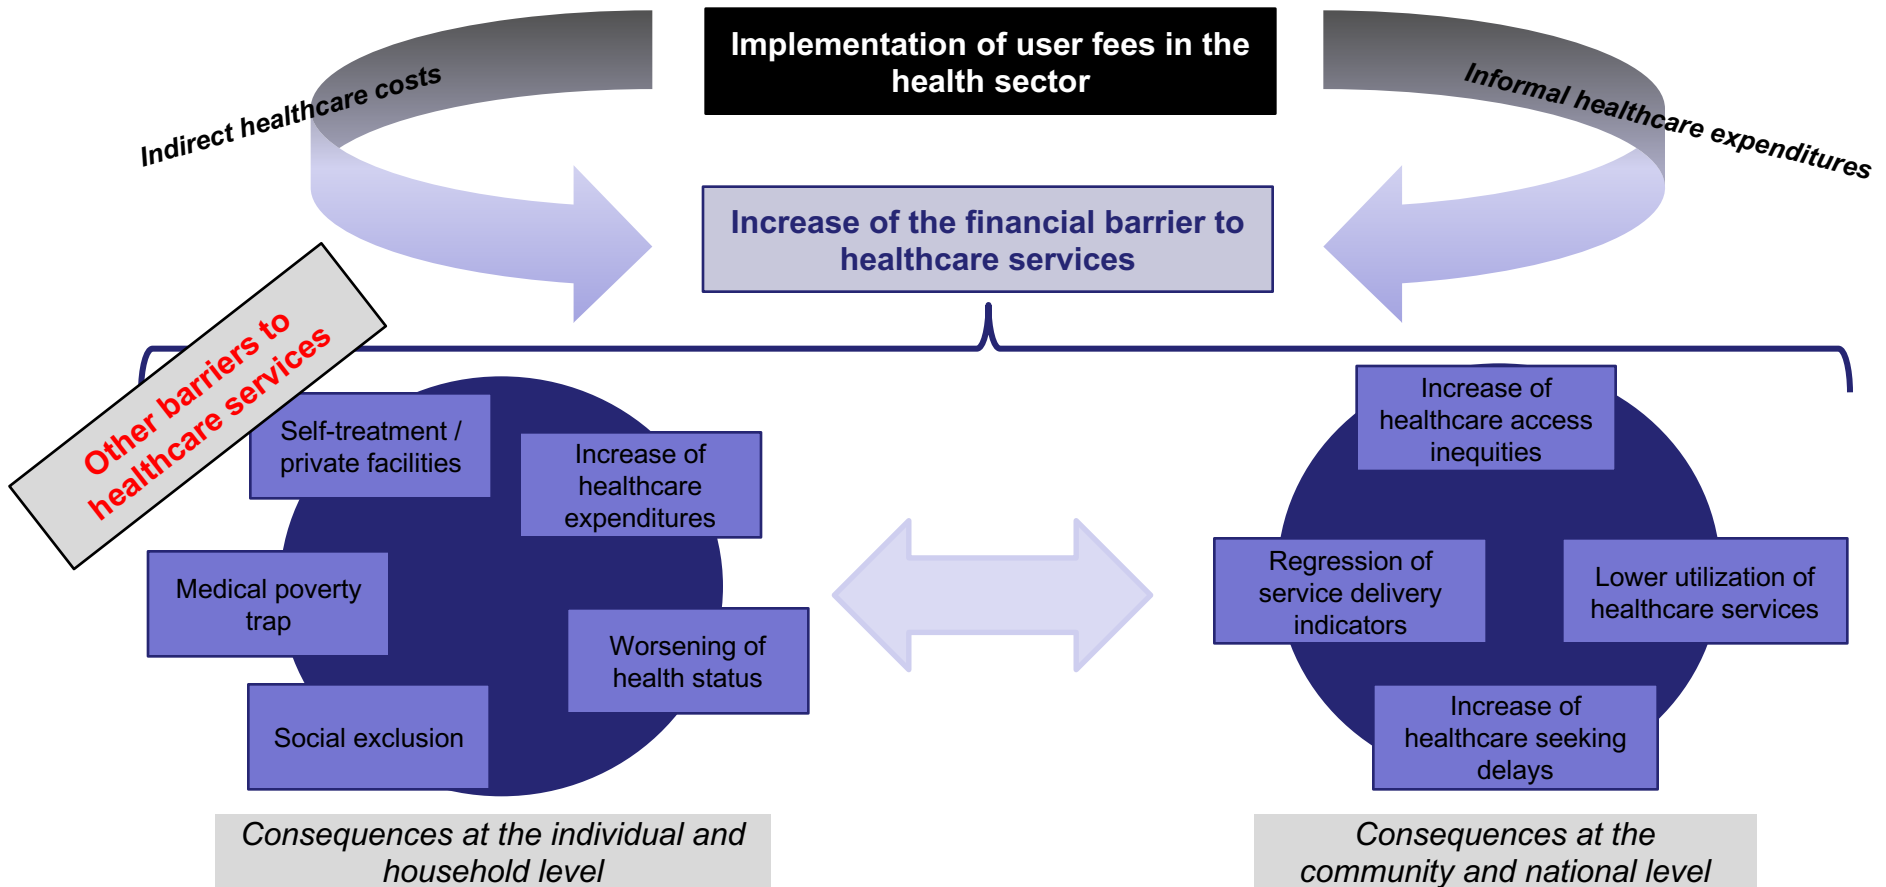 Implementation of user fees in the
health sector
Indirect healthcare costs
Informal healthcare expenditures
Increase of the financial barrier to
healthcare services
Other barriers to
healthcare services
Self-treatment /
private facilities
Increase of
healthcare
expenditures
Medical poverty
trap
Worsening of
health status
Social exclusion
Consequences at the individual and
household level
Increase of
healthcare access
inequities
Regression of
service delivery
indicators
Lower utilization of
healthcare services
Increase of
healthcare seeking
delays
Consequences at the
community and national level